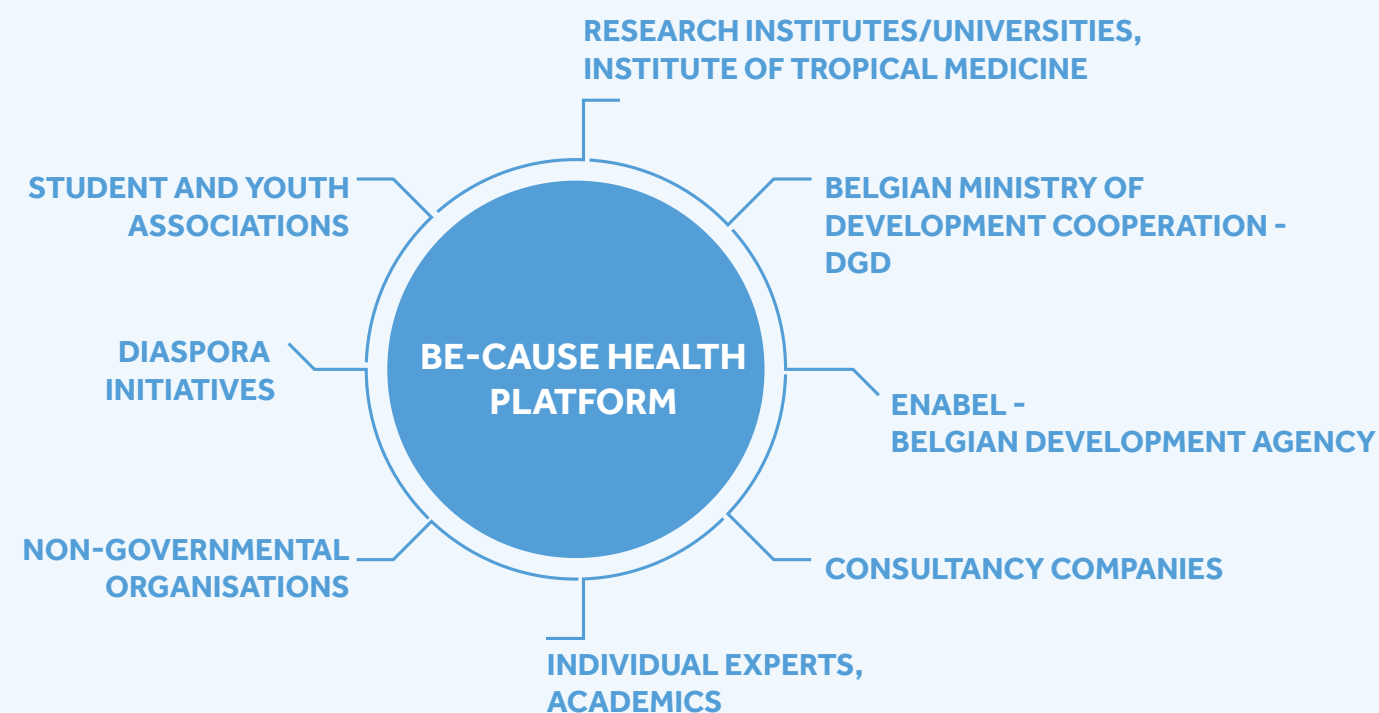 RESEARCH INSTITUTES/UNIVERSITIES,
INSTITUTE OF TROPICAL MEDICINE
STUDENT AND YOUTH
ASSOCIATIONS
BELGIAN MINISTRY OF
DEVELOPMENT COOPERATION -
DGD
DIASPORA
INITIATIVES
BE-CAUSE HEALTH
PLATFORM
ENABEL -
BELGIAN DEVELOPMENT AGENCY
NON-GOVERNMENTAL
ORGANISATIONS
CONSULTANCY COMPANIES
INDIVIDUAL EXPERTS,
ACADEMICS